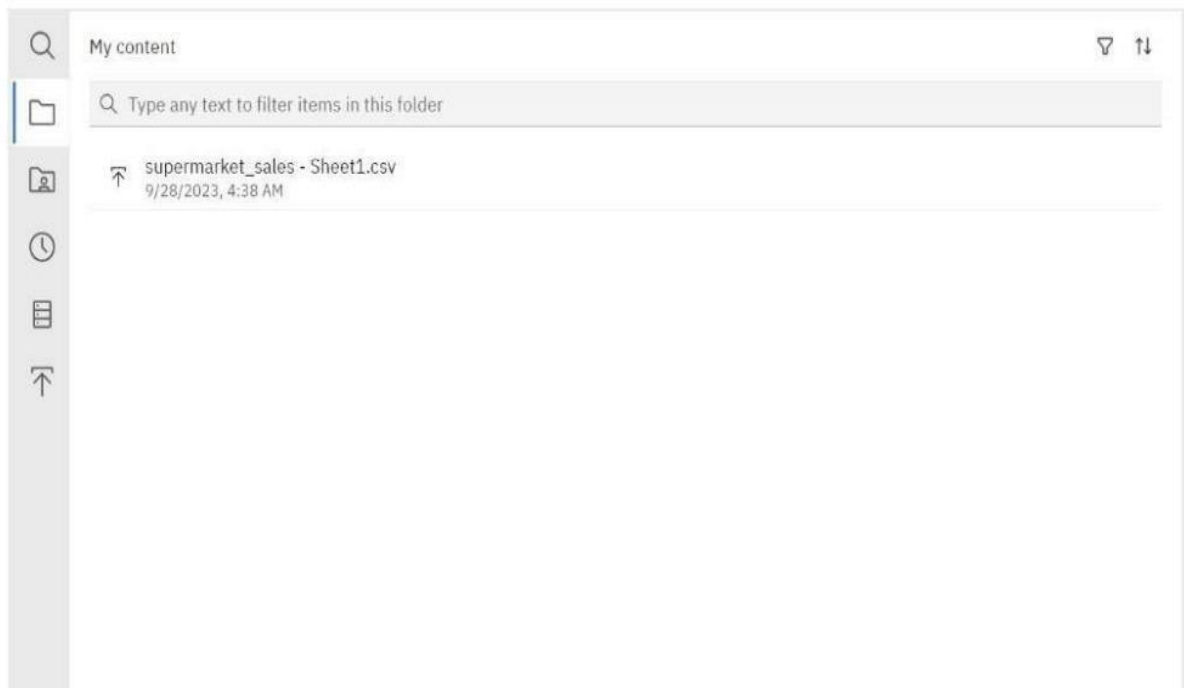 My content
Type any text to filter items in this folder
supermarket_sales - Sheet1.csv
9/28/2023, 4:38 AM